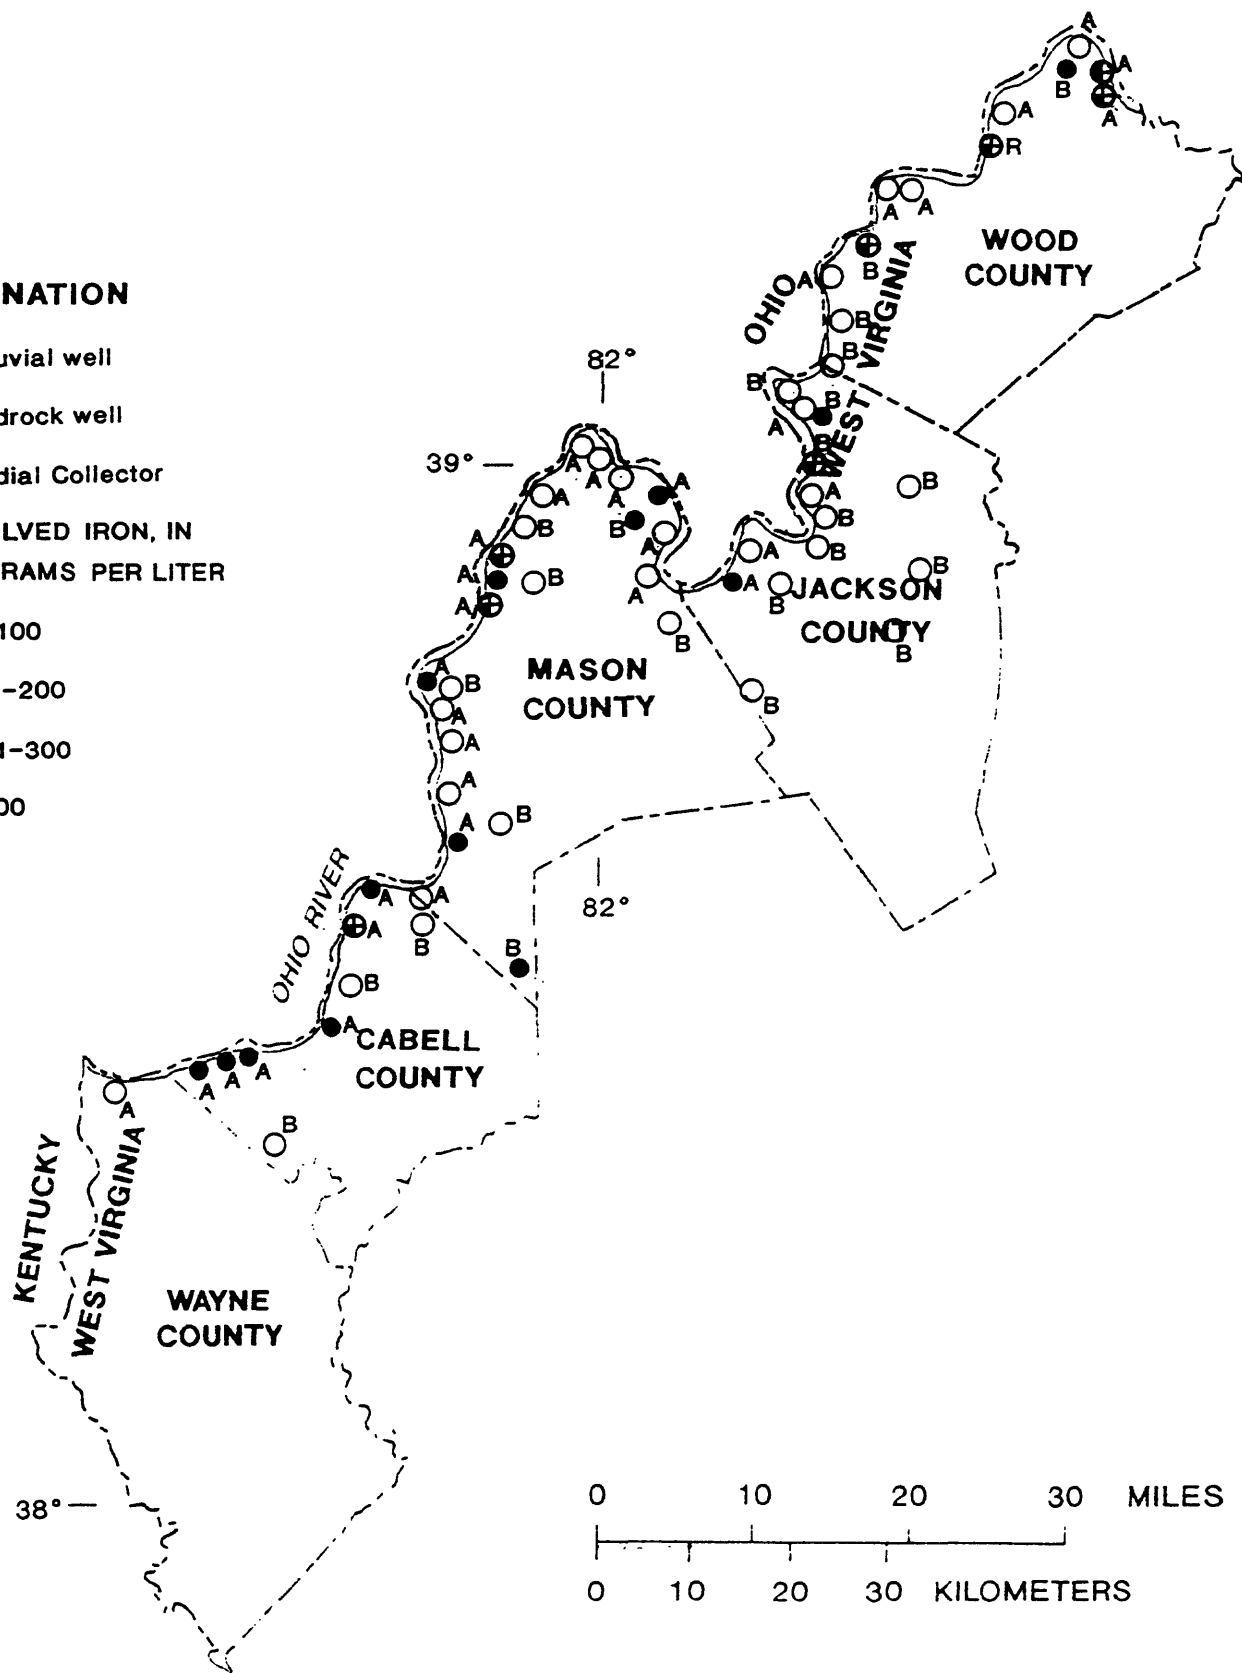 NATION
uvial well
drock well
dial Collector
LVED IRON, IN
RAMS PER LITER
100
-200
1-300
00
A
A
B
A
A
R
A
A
WOOD
COUNTY
B
OHIO
A
WEST VIRGINIA
B
B
82°
B
B
A
39°
A
A
A
A
A
B
B
A
B
A
B
B
A
A
A
B
A
A
B
A
B
JACKSON
COUNTY
B
A
B
MASON
COUNTY
A
B
A
A
B
A
A
B
82°
OHIO RIVER
A
A
A
B
B
B
A
CABELL
COUNTY
A
A
A
A
B
KENTUCKY
WEST VIRGINIA
WAYNE
COUNTY
38°
0 10 20 30 MILES
0 10 20 30 KILOMETERS